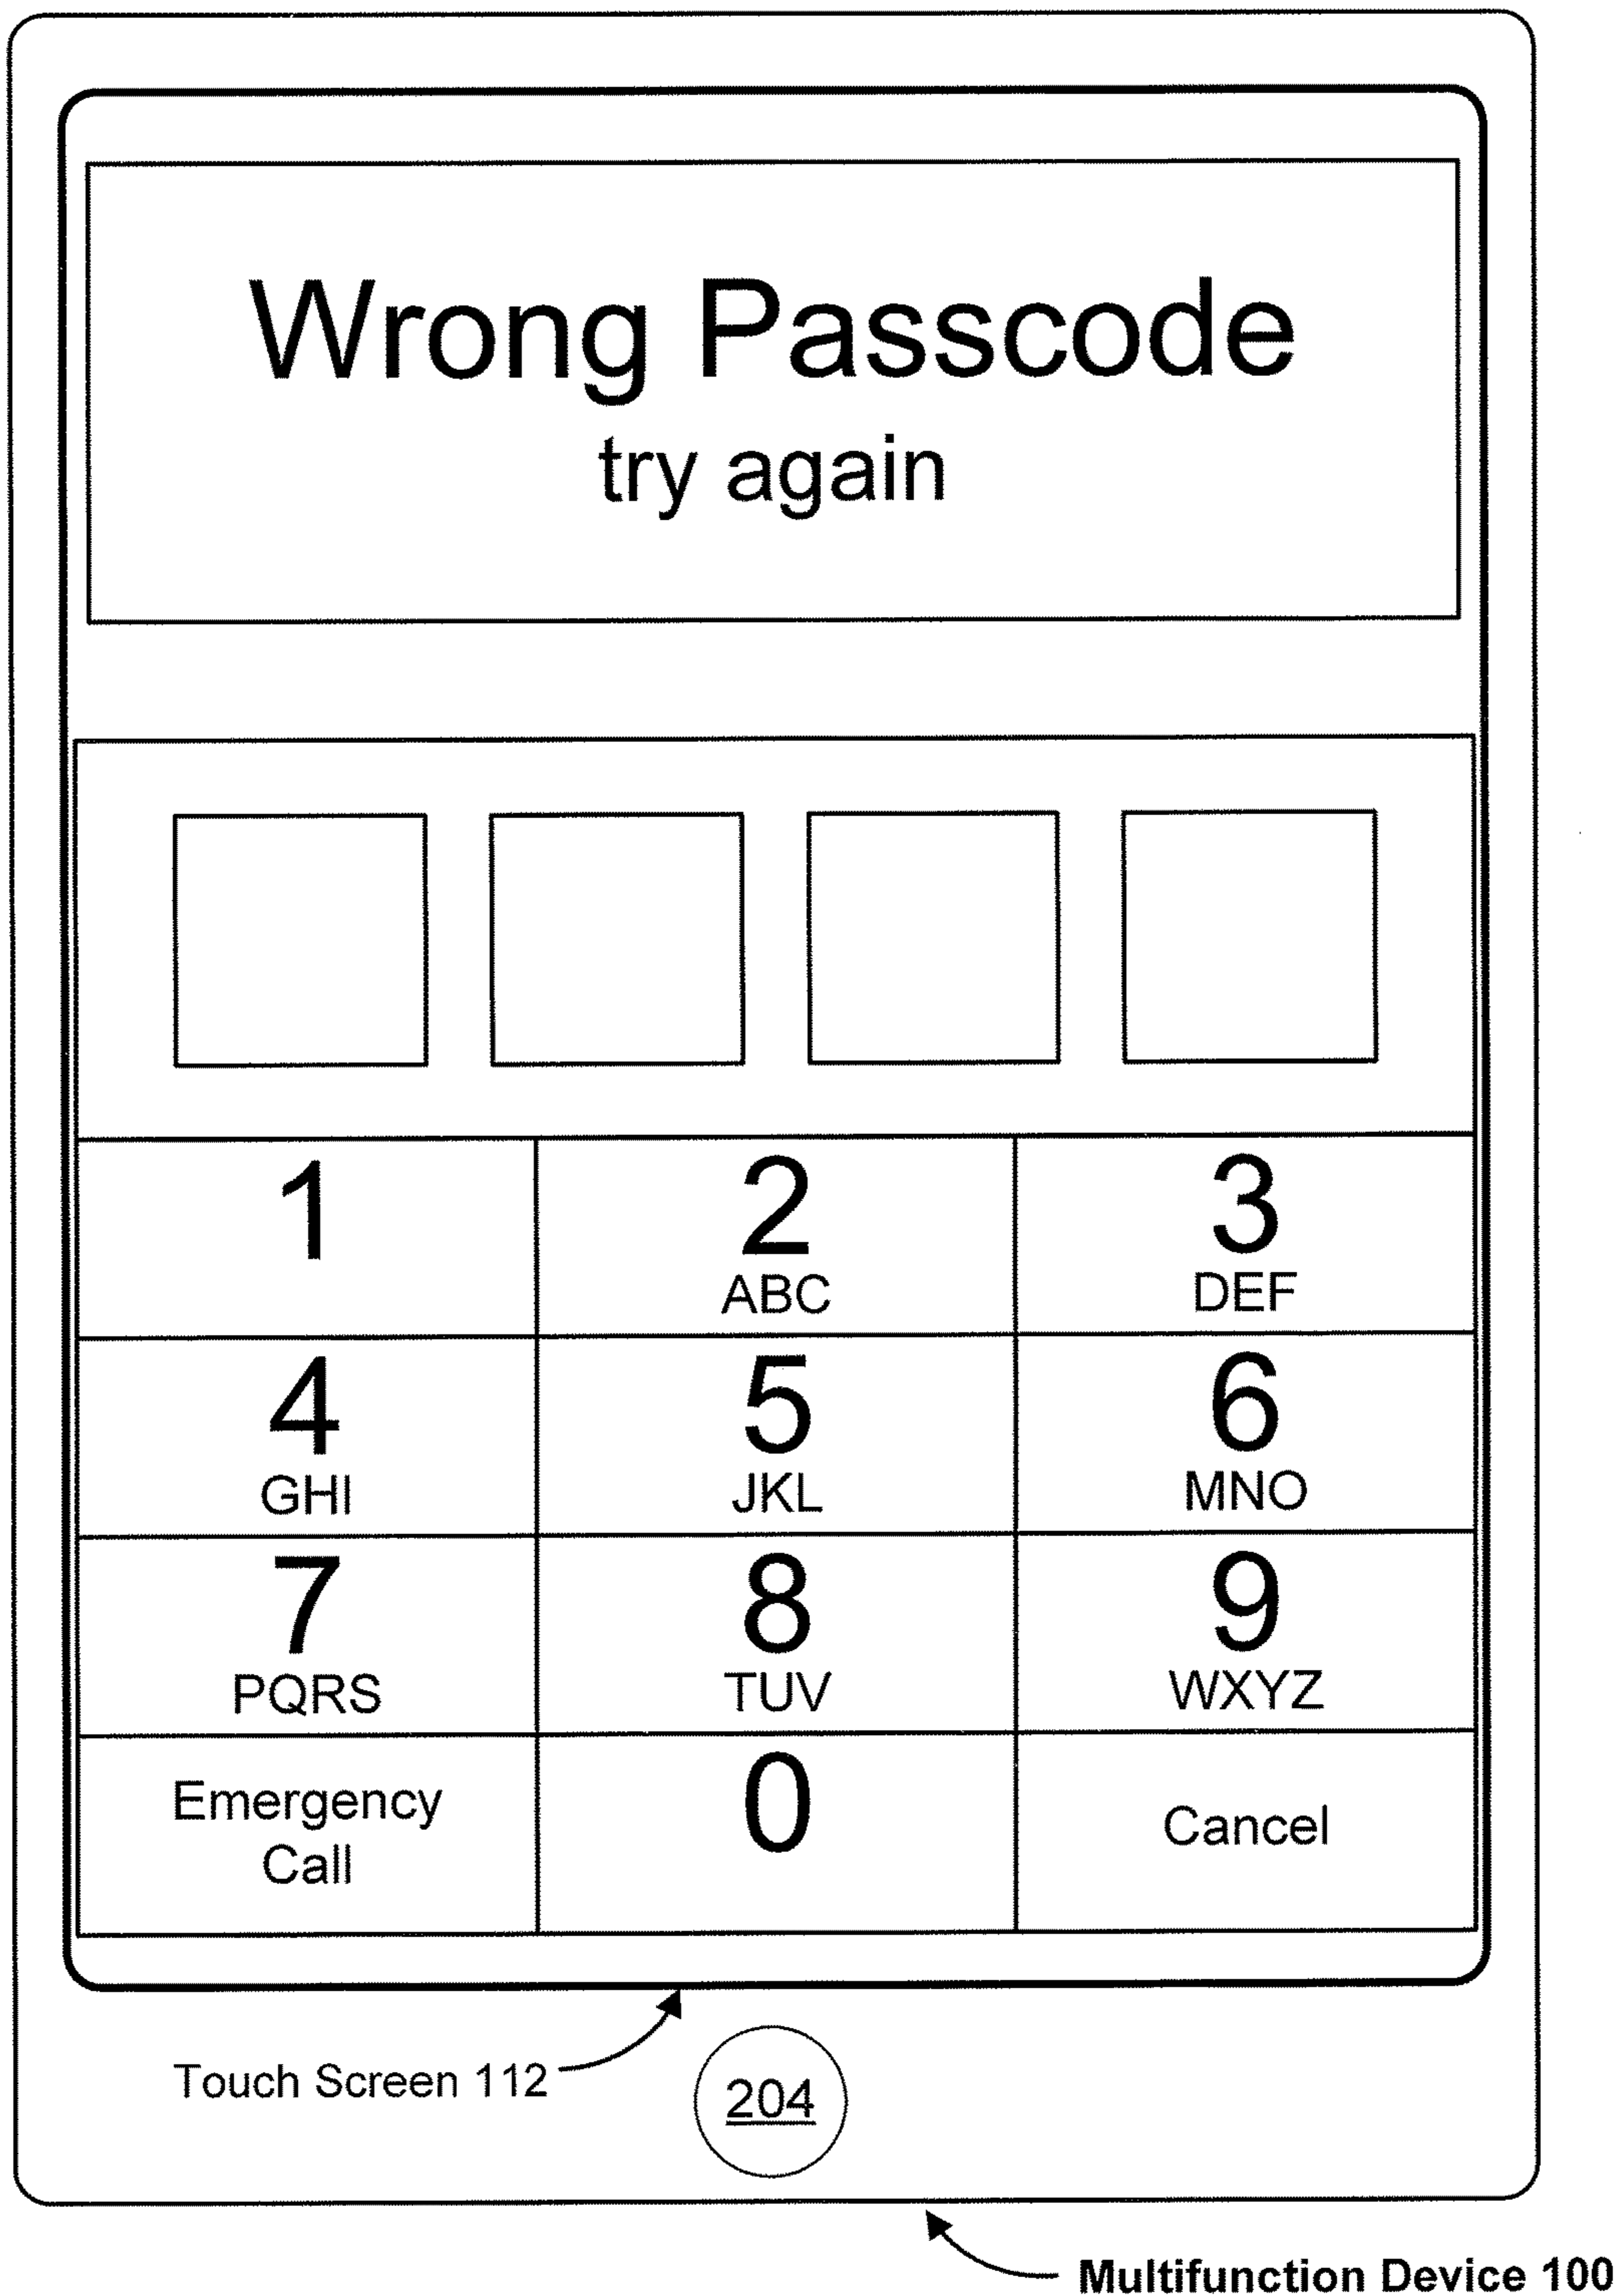 Wrong Passcode
try again
1 2 3
ABC DEF
4 5 6
GHI JKL MNO
7 8 9
PQRS TUV WXYZ
Emergency
Call
0
Cancel
Touch Screen 112
204
Multifunction Device 100